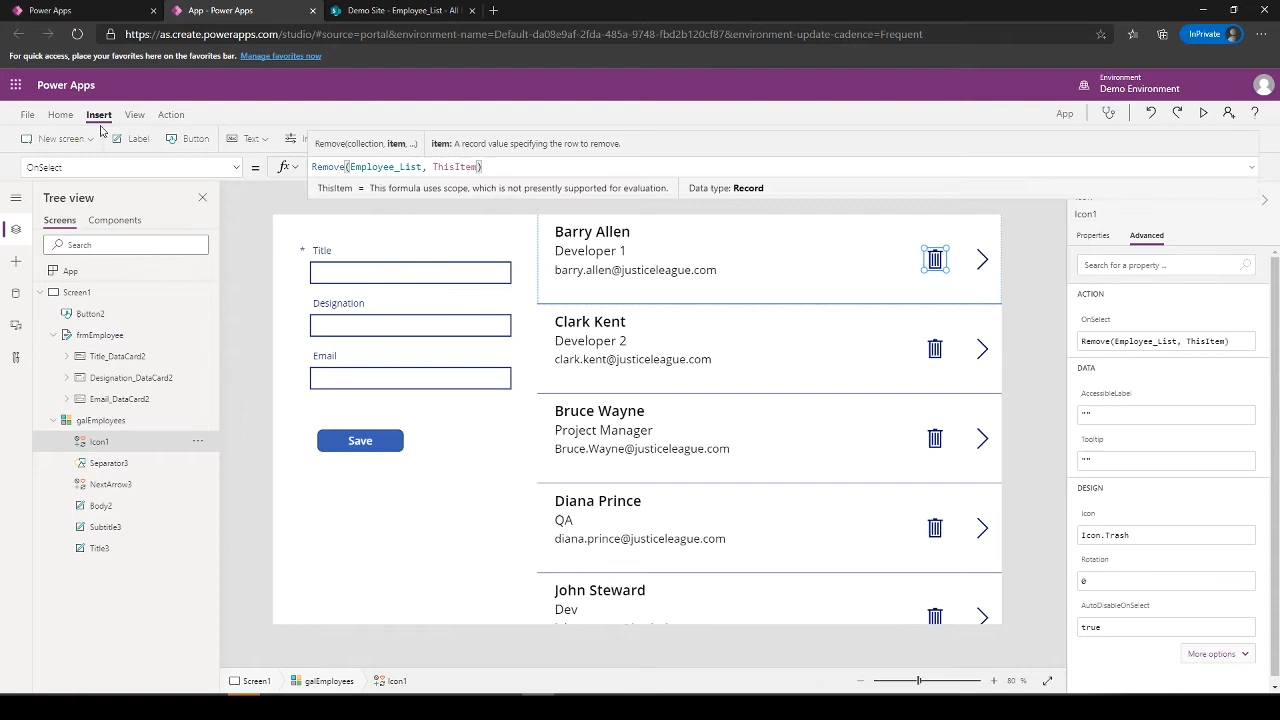 Power Apps
App - Power Apps
Demo Site - Employee_List - All I
https://as.create.powerapps.com/studio/#source=portal&environment-name=Default-da08e9af-2fda-485a-9748-fbd2b120cf87&environment-update-cadence=Frequent
InPrivate
For quick access, place your favorites here on the favorites bar. Manage favorites now
Power Apps
Environment
Demo Environment
File Home Insert View Action
App
New screen Label Button Text
Remove(collection, item, ...) item: A record value specifying the row to remove.
OnSelect = fx Remove(Employee_List, ThisItem)
ThisItem = This formula uses scope, which is not presently supported for evaluation. Data type: Record
Tree view
Screens Components
Search
App
Screen1
Button2
frmEmployee
Title_DataCard2
Designation_DataCard2
Email_DataCard2
galEmployees
Icon1 ...
Separator3
NextArrow3
Body2
Subtitle3
Title3
* Title
Designation
Email
Save
Barry Allen
Developer 1
barry.allen@justiceleague.com
Clark Kent
Developer 2
clark.kent@justiceleague.com
Bruce Wayne
Project Manager
Bruce.Wayne@justiceleague.com
Diana Prince
QA
diana.prince@justiceleague.com
John Steward
Dev
Icon1
Properties Advanced
Search for a property ...
ACTION
OnSelect
Remove(Employee_List, ThisItem)
DATA
AccessibleLabel
""
Tooltip
""
DESIGN
Icon
Icon.Trash
Rotation
0
AutoDisableOnSelect
true
More options
Screen1 galEmployees Icon1
80 %